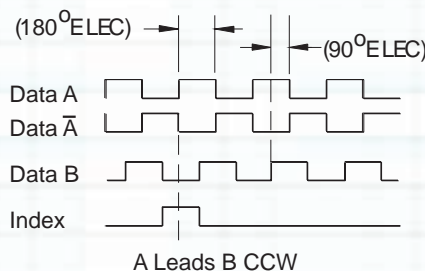 (180°ELEC)
(90°ELEC)
Data A
Data A̅
Data B
Index
A Leads B CCW